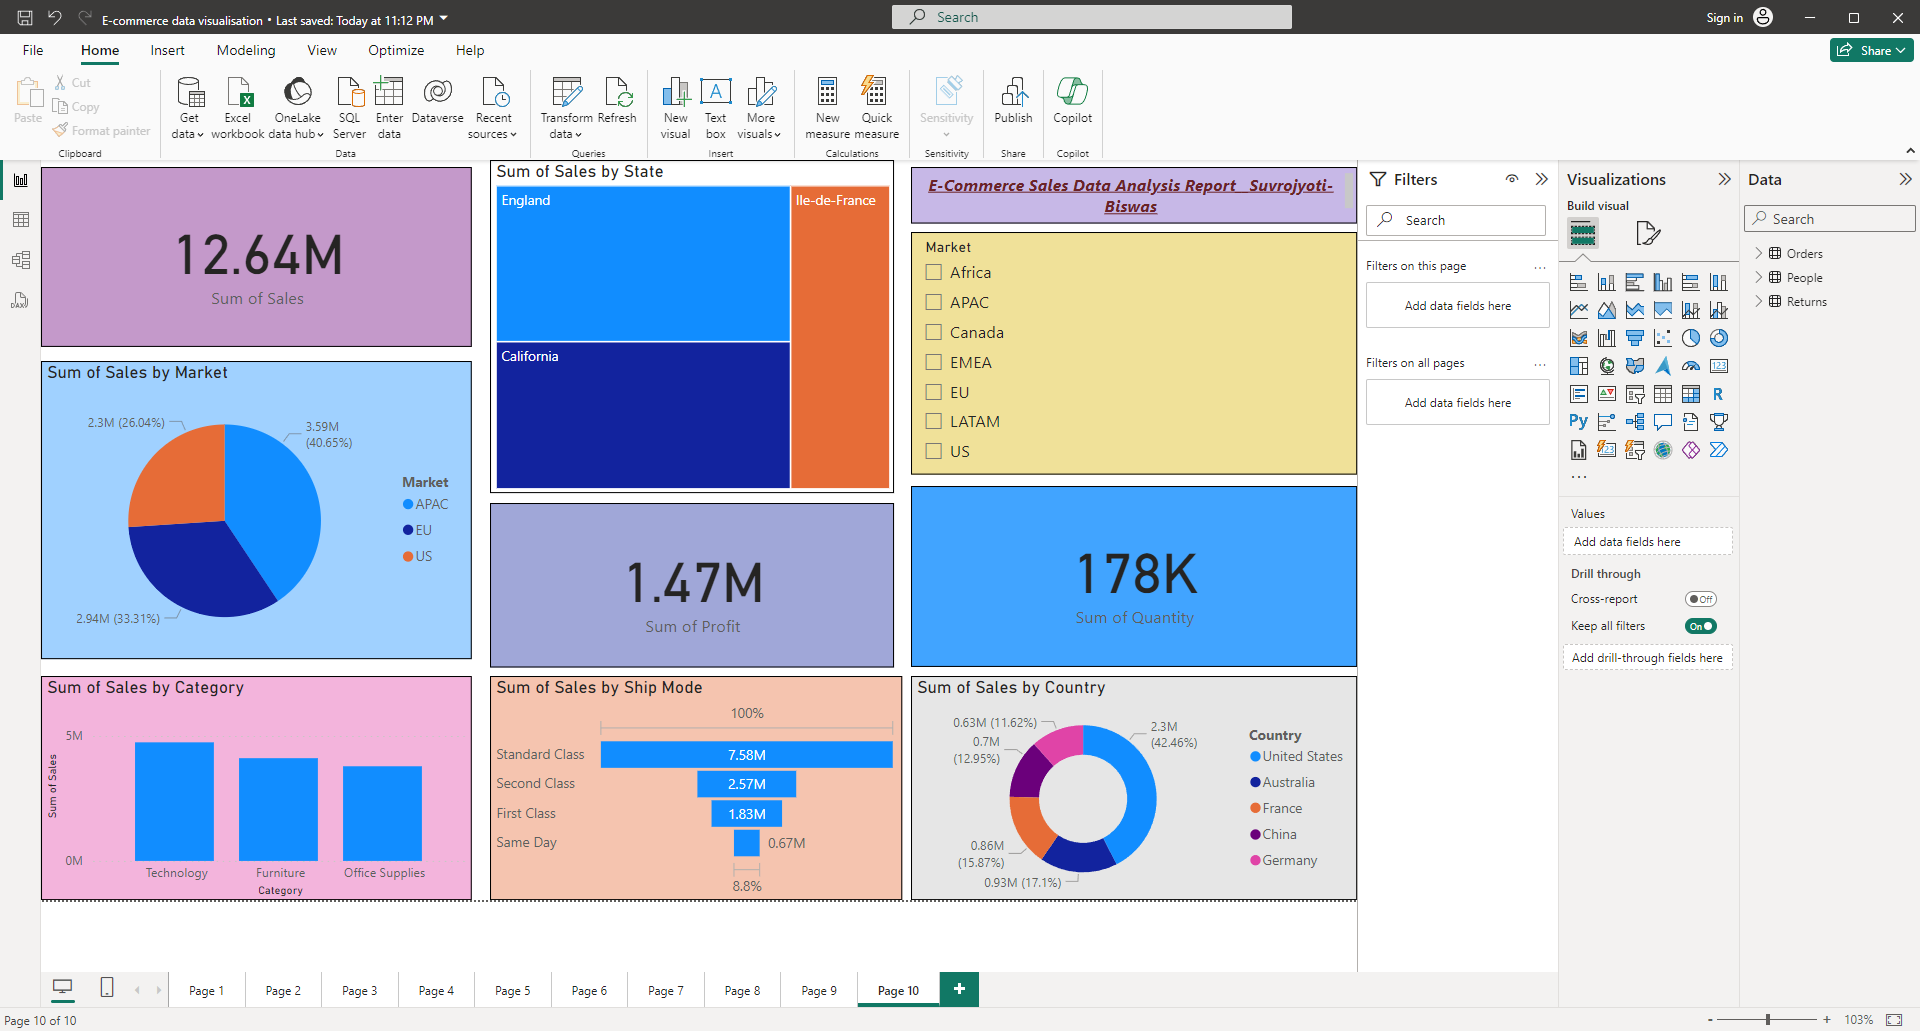 E-commerce data visualisation • Last saved: Today at 11:12 PM
Search
Sign in
File Home Insert Modeling View Optimize Help
Share
Paste
Cut
Copy
Format painter
Clipboard
Get data
Excel workbook
OneLake data hub
SQL Server
Enter data
Dataverse
Recent sources
Data
Transform data
Refresh
Queries
New visual
Text box
More visuals
Insert
New measure
Quick measure
Calculations
Sensitivity
Sensitivity
Publish
Share
Copilot
Copilot
12.64M
Sum of Sales
Sum of Sales by State
England
Ile-de-France
California
E-Commerce Sales Data Analysis Report_ Suvrojyoti-
Biswas
Market
Africa
APAC
Canada
EMEA
EU
LATAM
US
Sum of Sales by Market
2.3M (26.04%)
3.59M
(40.65%)
2.94M (33.31%)
Market
APAC
EU
US
1.47M
Sum of Profit
178K
Sum of Quantity
Sum of Sales by Category
Sum of Sales
5M
0M
Technology Furniture Office Supplies
Category
Sum of Sales by Ship Mode
100%
Standard Class 7.58M
Second Class 2.57M
First Class 1.83M
Same Day 0.67M
8.8%
Sum of Sales by Country
0.63M (11.62%)
2.3M
(42.46%)
0.7M
(12.95%)
0.86M
(15.87%)
0.93M (17.1%)
Country
United States
Australia
France
China
Germany
Filters
Search
Filters on this page ...
Add data fields here
Filters on all pages ...
Add data fields here
Visualizations
Build visual
123
R
Py
123
...
Values
Add data fields here
Drill through
Cross-report Off
Keep all filters On
Add drill-through fields here
Data
Search
Orders
People
Returns
DAX
Page 1 Page 2 Page 3 Page 4 Page 5 Page 6 Page 7 Page 8 Page 9 Page 10 +
Page 10 of 10
- + 103%